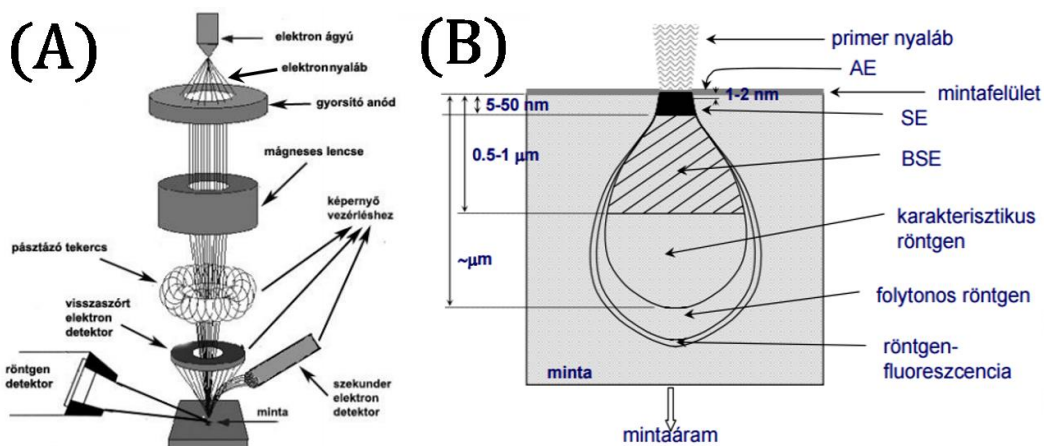 (A)
elektron ágyú
elektronnyaláb
gyorsító anód
mágneses lencse
képernyő
vezérléshez
pásztázó tekercs
visszaszórt
elektron
detektor
röntgen
detektor
szekunder
elektron
detektor
minta
(B)
primer nyaláb
AE
1-2 nm
mintafelület
5-50 nm
SE
0.5-1 μm
BSE
karakterisztikus
röntgen
~μm
folytonos röntgen
röntgen-
fluoreszcencia
minta
mintaáram